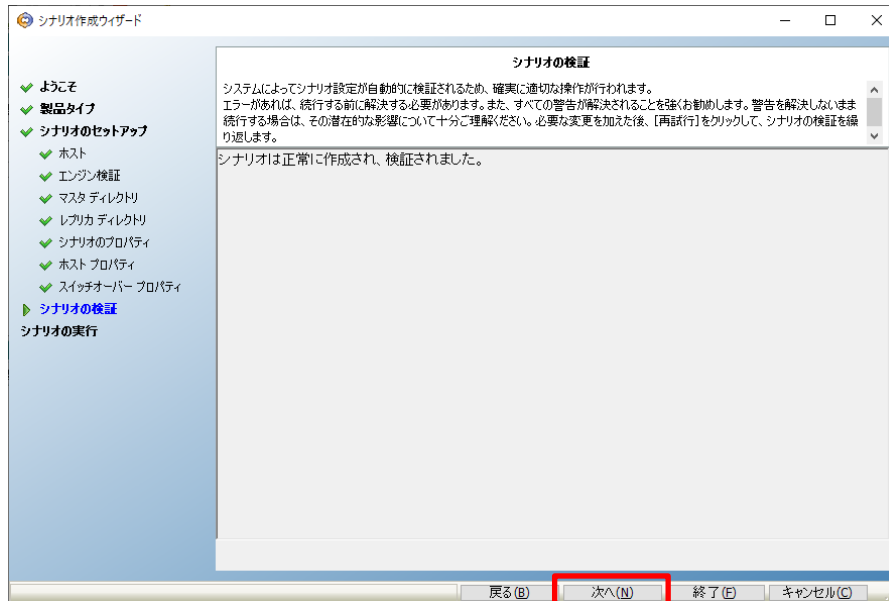 シナリオ作成ウィザード
シナリオの検証
ようこそ
製品タイプ
シナリオのセットアップ
ホスト
エンジン検証
マスタ ディレクトリ
レプリカ ディレクトリ
シナリオのプロパティ
ホスト プロパティ
スイッチオーバー プロパティ
シナリオの検証
シナリオの実行
システムによってシナリオ設定が自動的に検証されるため、確実に適切な操作が行われます。
エラーがあれば、続行する前に解決する必要があります。また、すべての警告が解決されることを強くお勧めします。警告を解決しないまま
続行する場合は、その潜在的な影響について十分ご理解ください。必要な変更を加えた後、[再試行]をクリックして、シナリオの検証を繰
り返します。
シナリオは正常に作成され、検証されました。
戻る(B)
次へ(N)
終了(F)
キャンセル(C)